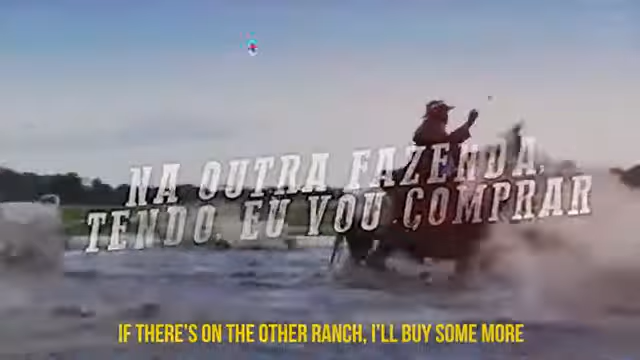 NA OUTRA FAZENDA,
TENDO, EU VOU COMPRAR
IF THERE'S ON THE OTHER RANCH, I'LL BUY SOME MORE